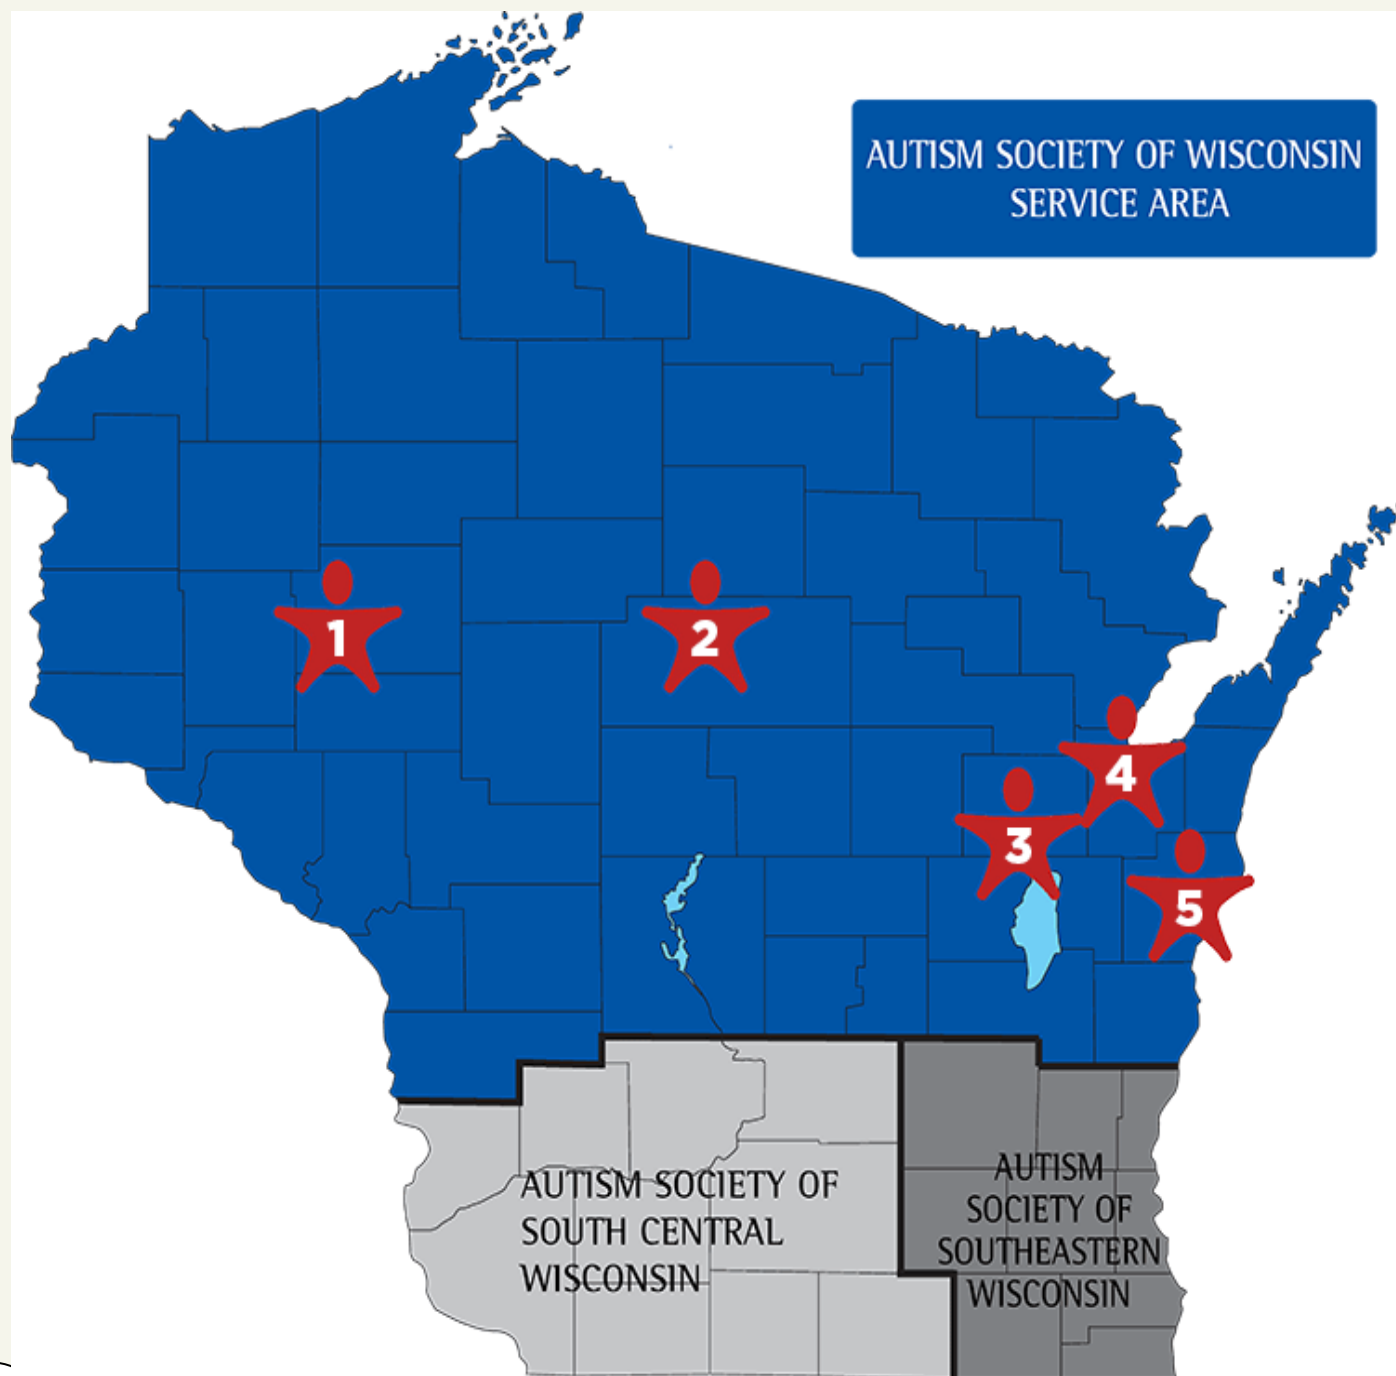 AUTISM SOCIETY OF WISCONSIN
SERVICE AREA
1
2
3
4
5
AUTISM SOCIETY OF
SOUTH CENTRAL
WISCONSIN
AUTISM
SOCIETY OF
SOUTHEASTERN
WISCONSIN